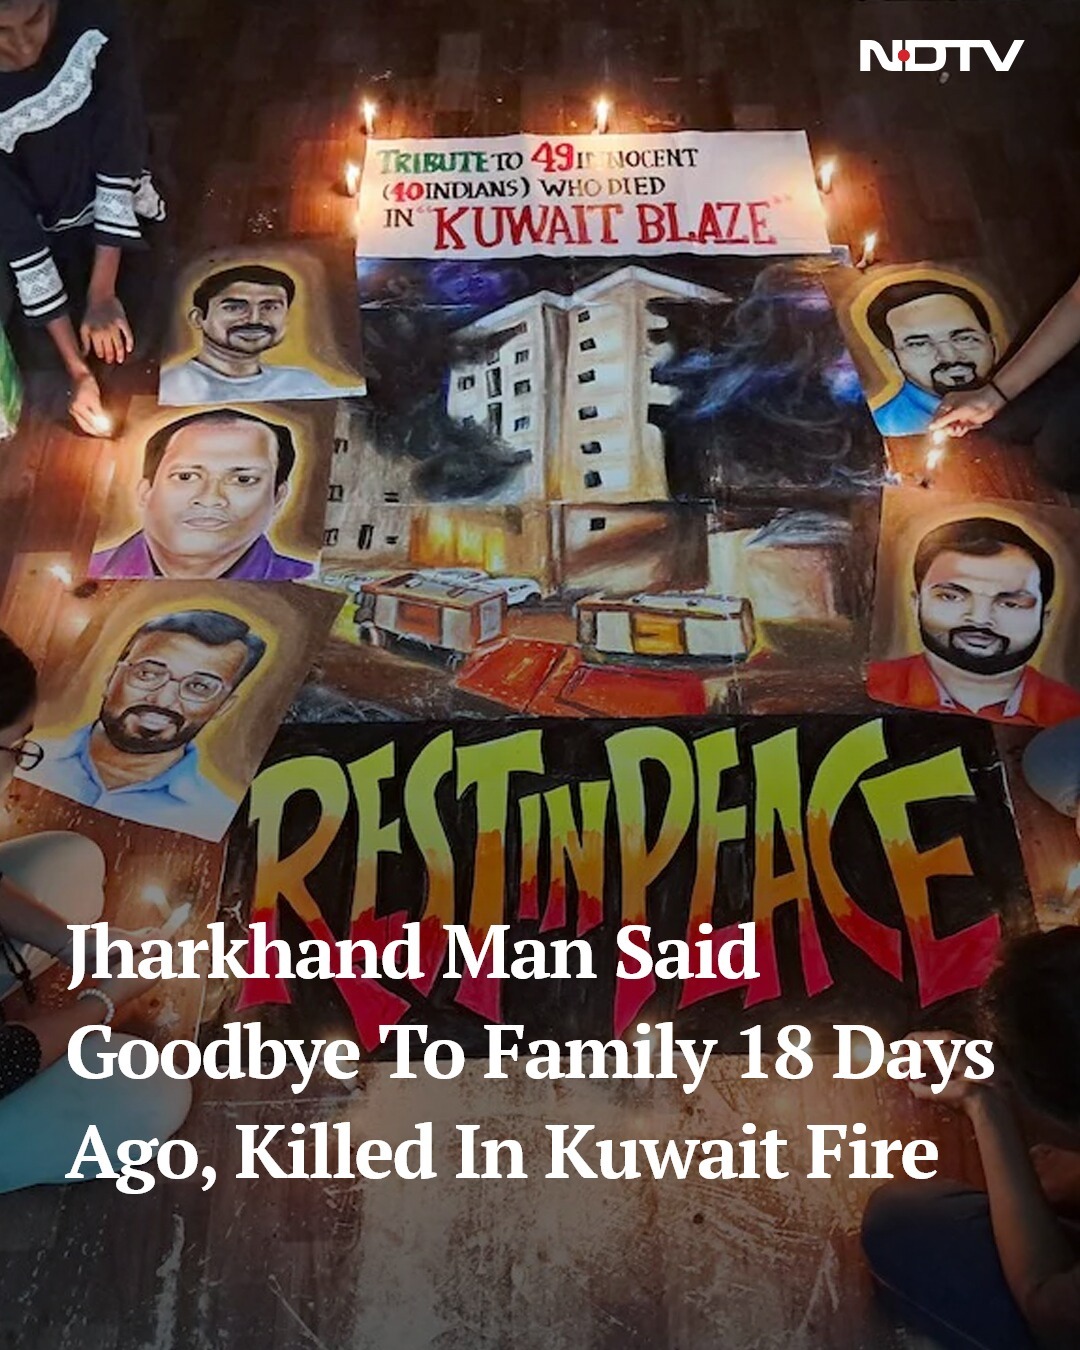 NDTV
TRIBUTE TO 49 INNOCENT
(40 INDIANS) WHO DIED
IN "KUWAIT BLAZE"
REST IN PEACE
Jharkhand Man Said
Goodbye To Family 18 Days
Ago, Killed In Kuwait Fire